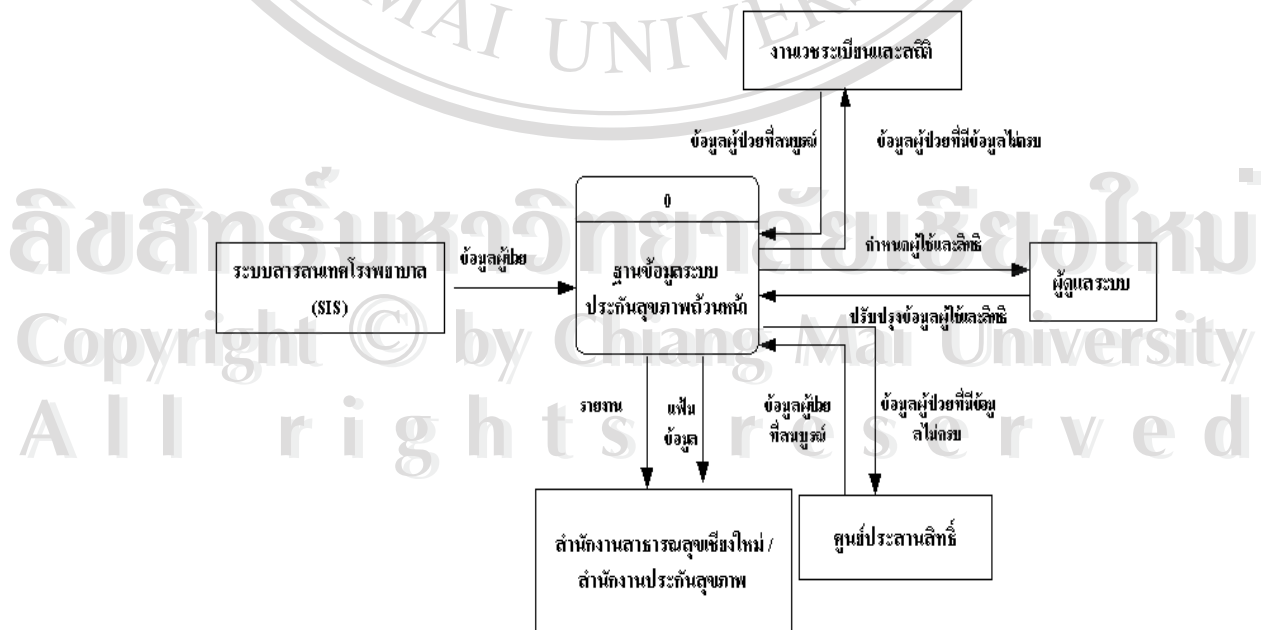 MAI UNIVE
งานเวชระเบียนและสถิติ
ข้อมูลผู้ป่วยที่สมบูรณ์
ข้อมูลผู้ป่วยที่มีข้อมูลไม่ครบ
0
ฐานข้อมูลระบบ
ประกันสุขภาพถ้วนหน้า
ระบบสารสนเทศโรงพยาบาล
(SIS)
ข้อมูลผู้ป่วย
กำหนดผู้ใช้และสิทธิ
ผู้ดูแลระบบ
ปรับปรุงข้อมูลผู้ใช้และสิทธิ
รายงาน
แฟ้ม
ข้อมูล
ข้อมูลผู้ป่วย
ที่สมบูรณ์
ข้อมูลผู้ป่วยที่มีข้อมู
ลไม่ครบ
สำนักงานสาธารณสุขเชียงใหม่ /
สำนักงานประกันสุขภาพ
ศูนย์ประสานสิทธิ์
ลิขสิทธิ์มหาวิทยาลัยเชียงใหม่
Copyright © by Chiang Mai University
All rights reserved